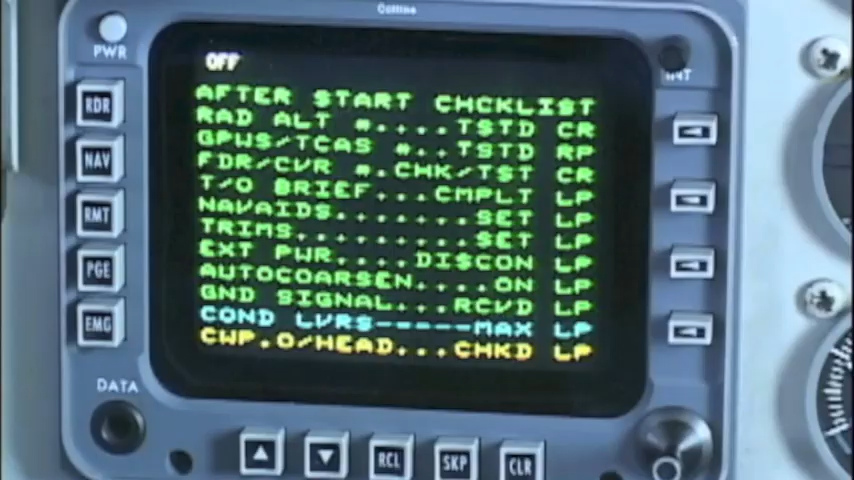 Collins
PWR
INT
OFF
AFTER START CHCKLIST
RAD ALT #....TSTD CR
GPWS/TCAS #..TSTD RP
FDR/CVR #.CHK/TST CR
T/O BRIEF...CMPLT LP
NAVAIDS.......SET LP
TRIMS.........SET LP
EXT PWR....DISCON LP
AUTOCOARSEN....ON LP
GND SIGNAL...RCVD LP
COND LVRS-----MAX LP
CWP.O/HEAD...CHKD LP
RDR
NAV
RMT
PGE
EMG
DATA
RCL
SKP
CLR